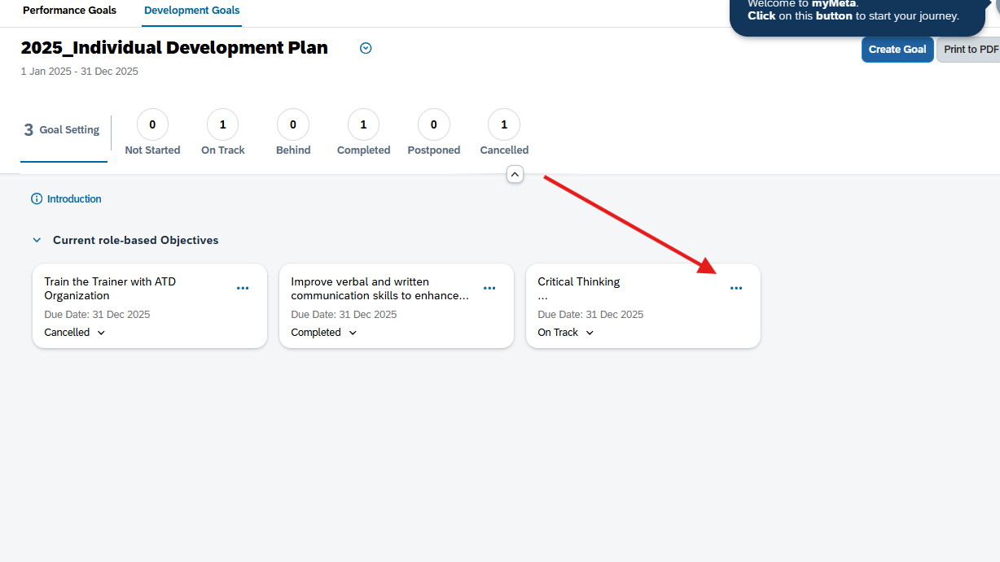 Performance Goals
Development Goals
Welcome to myMeta.
Click on this button to start your journey.
2025_Individual Development Plan
Create Goal
Print to PDF
1 Jan 2025 - 31 Dec 2025
3 Goal Setting
0
Not Started
1
On Track
0
Behind
1
Completed
0
Postponed
1
Cancelled
Introduction
Current role-based Objectives
Train the Trainer with ATD
Organization
Due Date: 31 Dec 2025
Cancelled
Improve verbal and written
communication skills to enhance...
Due Date: 31 Dec 2025
Completed
Critical Thinking
...
Due Date: 31 Dec 2025
On Track